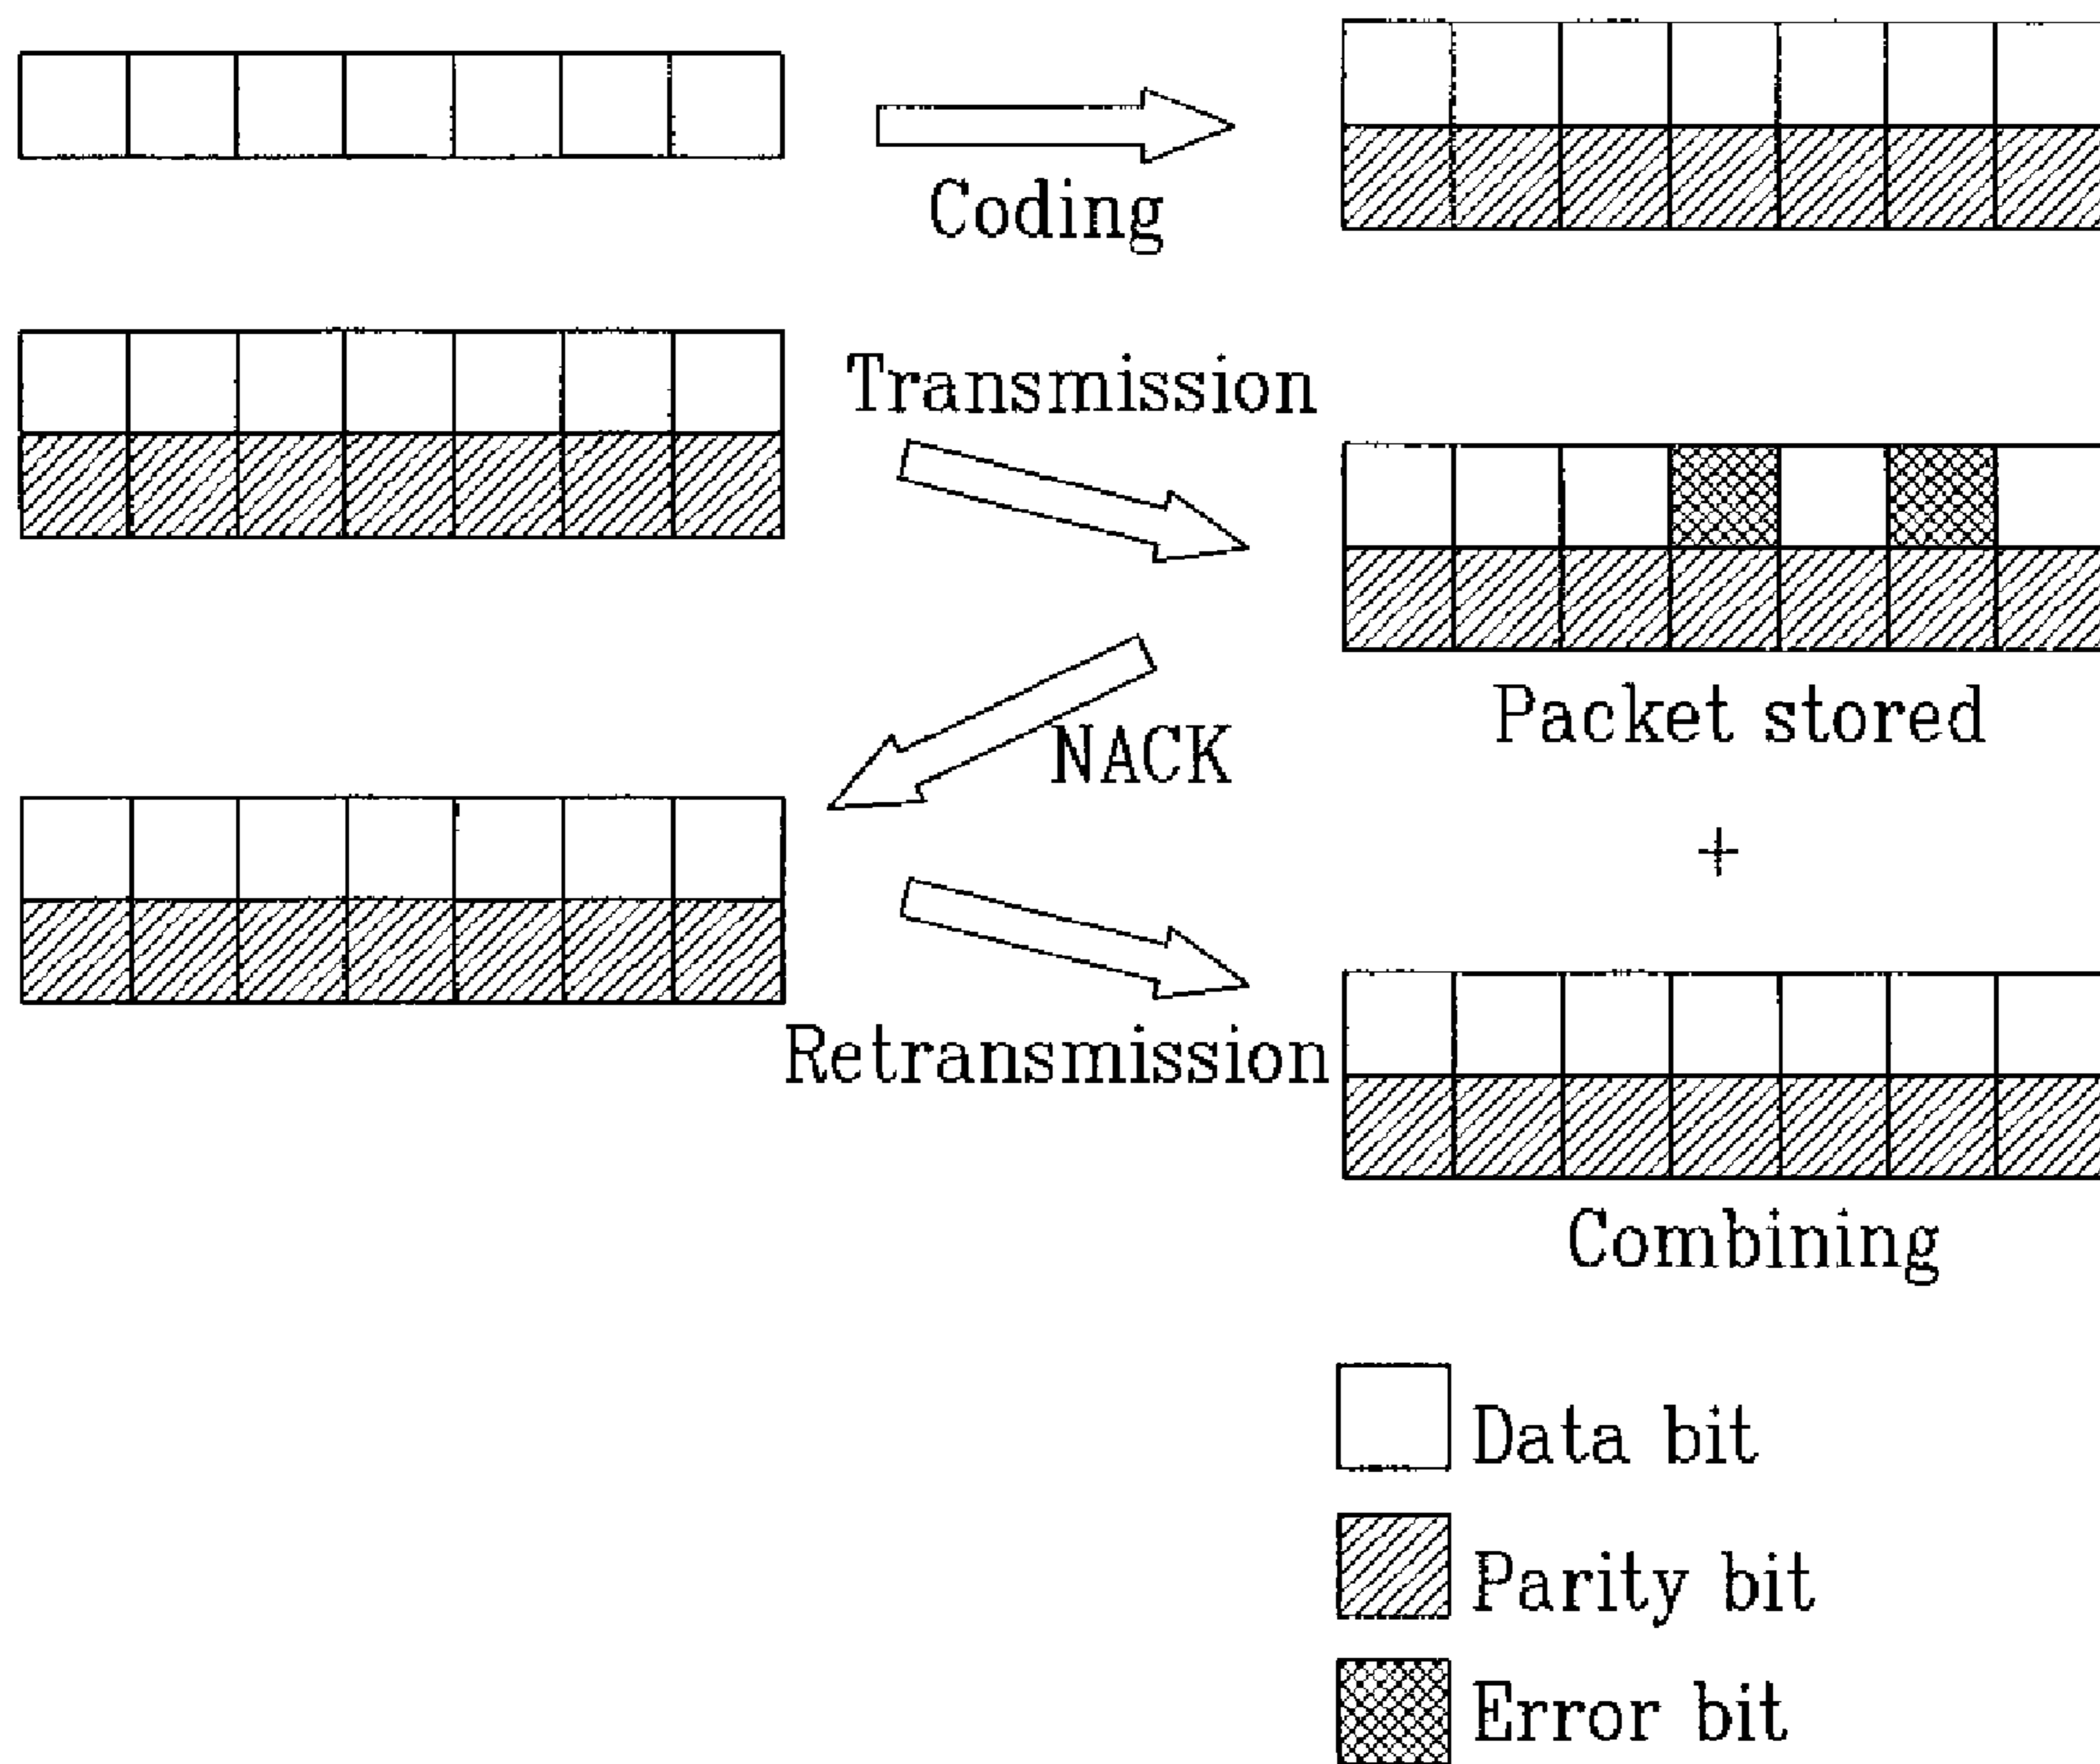 Coding
Transmission
Packet stored
NACK
+
Retransmission
Combining
Data bit
Parity bit
Error bit